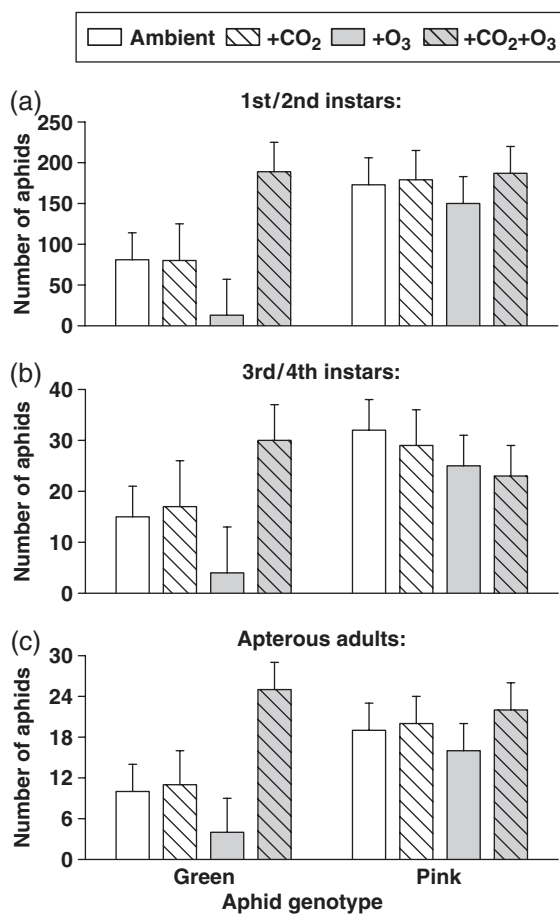 Ambient +CO₂ +O₃ +CO₂+O₃
(a)
1st/2nd instars:
Number of aphids
250
200
150
100
50
0
(b)
3rd/4th instars:
Number of aphids
40
30
20
10
0
(c)
Apterous adults:
Number of aphids
30
24
18
12
6
0
Green Pink
Aphid genotype